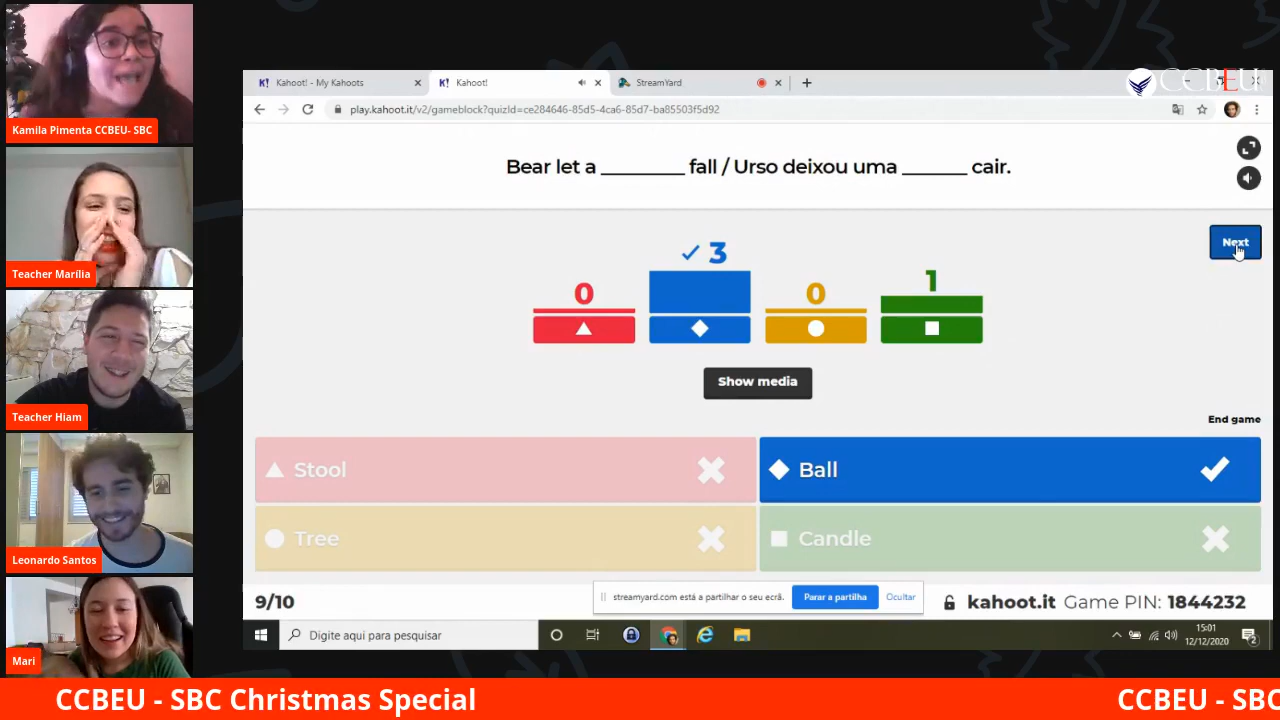 Kamila Pimenta CCBEU- SBC
Teacher Marília
Teacher Hiam
Leonardo Santos
Mari
K! Kahoot! - My Kahoots
K! Kahoot!
StreamYard
CCBEU
play.kahoot.it/v2/gameblock?quizId=ce284646-85d5-4ca6-85d7-ba85503f5d92
Bear let a ________ fall / Urso deixou uma ______ cair.
Next
0
3
0
1
Show media
End game
Stool
Ball
Tree
Candle
9/10
streamyard.com está a partilhar o seu ecrã.
Parar a partilha
Ocultar
kahoot.it Game PIN: 1844232
Digite aqui para pesquisar
15:01
12/12/2020
2
CCBEU - SBC Christmas Special
CCBEU - SBC